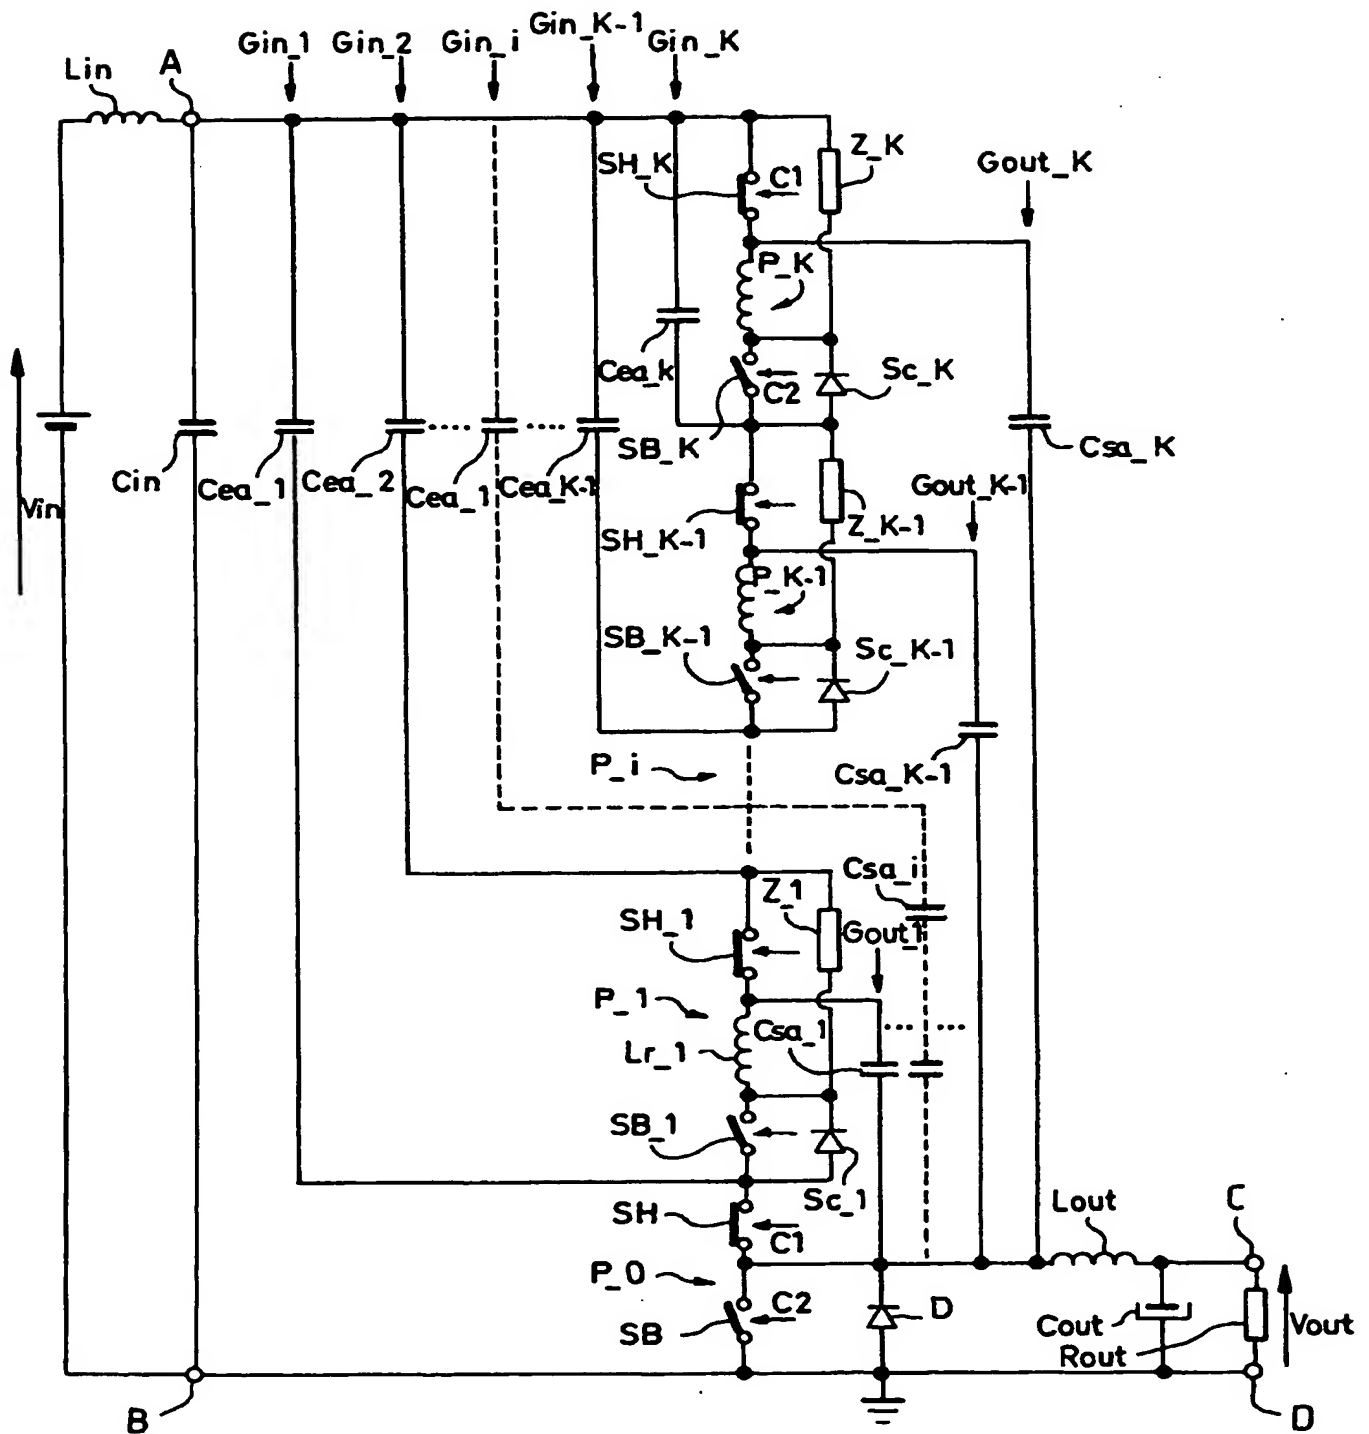 Gin_1
Gin_2
Gin_i
Gin_K-1
Gin_K
Lin
A
SH_K
C1
Z_K
Gout_K
P_K
Cea_k
C2
Sc_K
SB_K
Csa_K
Vin
Cin
Cea_1
Cea_2
Cea_1
Cea_K-1
Gout_K-1
SH_K-1
Z_K-1
P_K-1
SB_K-1
Sc_K-1
P_i
Csa_K-1
Csa_i
Z_1
SH_1
Gout_1
P_1
Csa_1
Lr_1
SB_1
Sc_1
SH
C1
Lout
C
P_0
C2
D
SB
Cout
Rout
Vout
B
D